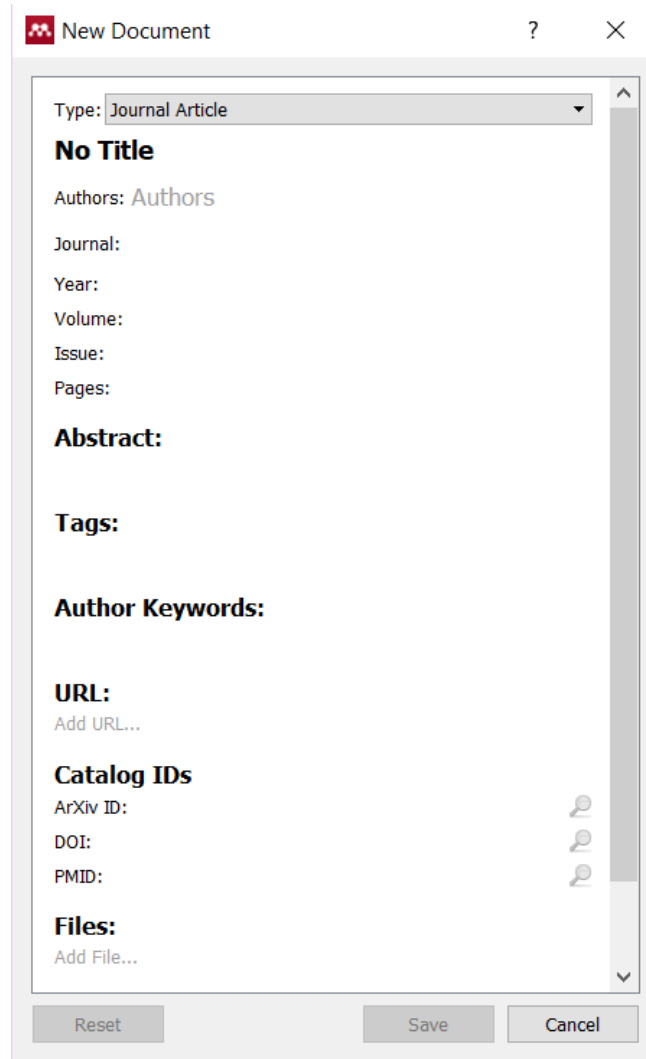 New Document
Type: Journal Article
No Title
Authors: Authors
Journal:
Year:
Volume:
Issue:
Pages:
Abstract:
Tags:
Author Keywords:
URL:
Add URL...
Catalog IDs
ArXiv ID:
DOI:
PMID:
Files:
Add File...
Reset Save Cancel